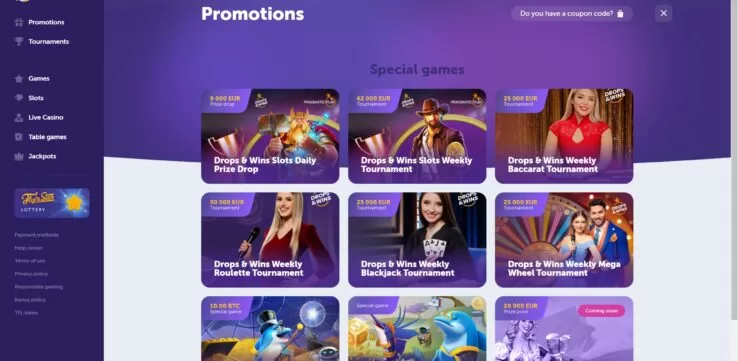 Promotions
Tournaments
Games
Slots
Live Casino
Table games
Jackpots
LOTTERY
Payment methods
Help center
Terms of use
Privacy policy
Responsible gaming
Bonus policy
Promotions
Do you have a coupon code?
Special games
9 000 EUR
Prize drop
DROPS & WINS
PRAGMATIC PLAY
Drops & Wins Slots Daily
Prize Drop
62 000 EUR
Tournament
DROPS & WINS
PRAGMATIC PLAY
Drops & Wins Slots Weekly
Tournament
25 000 EUR
Tournament
DROPS & WINS
Drops & Wins Weekly
Baccarat Tournament
50 000 EUR
Tournament
DROPS & WINS
Drops & Wins Weekly
Roulette Tournament
25 000 EUR
Tournament
DROPS & WINS
Drops & Wins Weekly
Blackjack Tournament
25 000 EUR
Tournament
DROPS & WINS
Drops & Wins Weekly Mega
Wheel Tournament
10.00 BTC
Special game
Special game
20 000 EUR
Prize pool
Coming soon